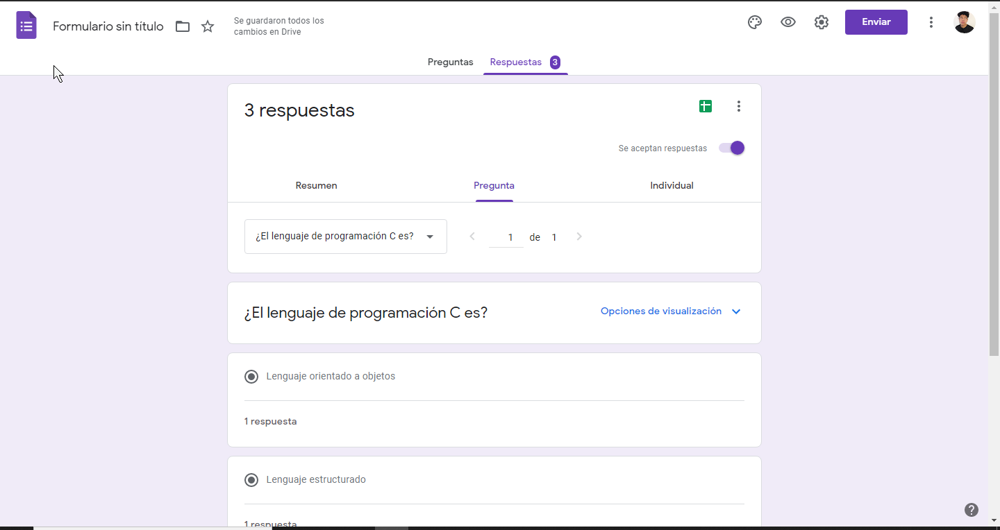 Formulario sin título
Se guardaron todos los
cambios en Drive
Enviar
Preguntas
Respuestas 3
3 respuestas
Se aceptan respuestas
Resumen
Pregunta
Individual
¿El lenguaje de programación C es?
1 de 1
¿El lenguaje de programación C es?
Opciones de visualización
Lenguaje orientado a objetos
1 respuesta
Lenguaje estructurado
1 respuesta